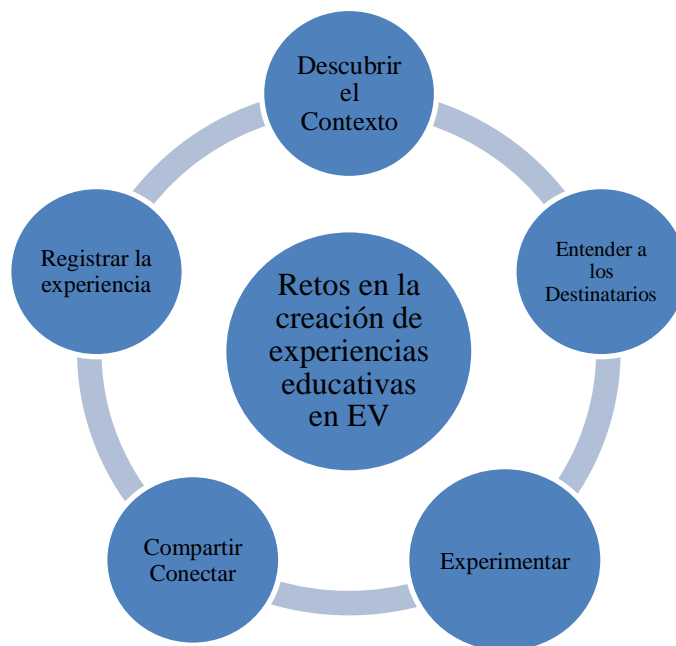 Descubrir
el
Contexto
Entender a
los
Destinatarios
Experimentar
Compartir
Conectar
Registrar la
experiencia
Retos en la
creación de
experiencias
educativas
en EV